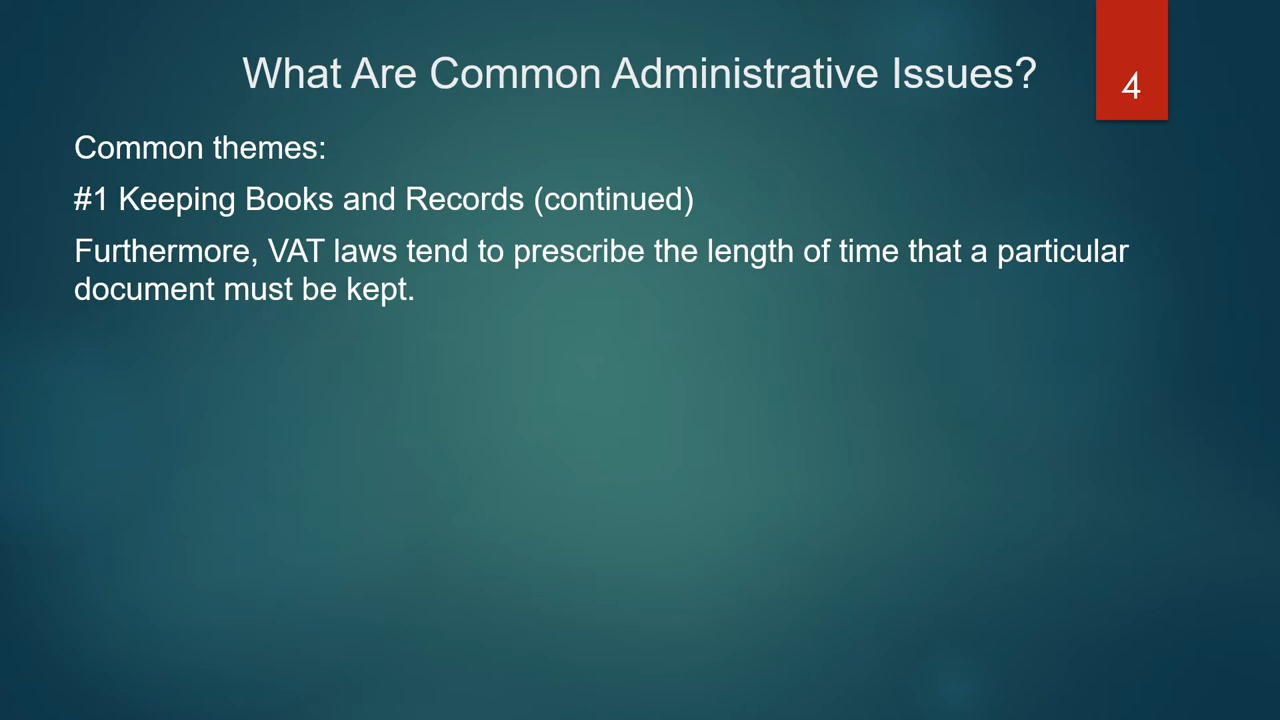 What Are Common Administrative Issues?
4
Common themes:
#1 Keeping Books and Records (continued)
Furthermore, VAT laws tend to prescribe the length of time that a particular
document must be kept.